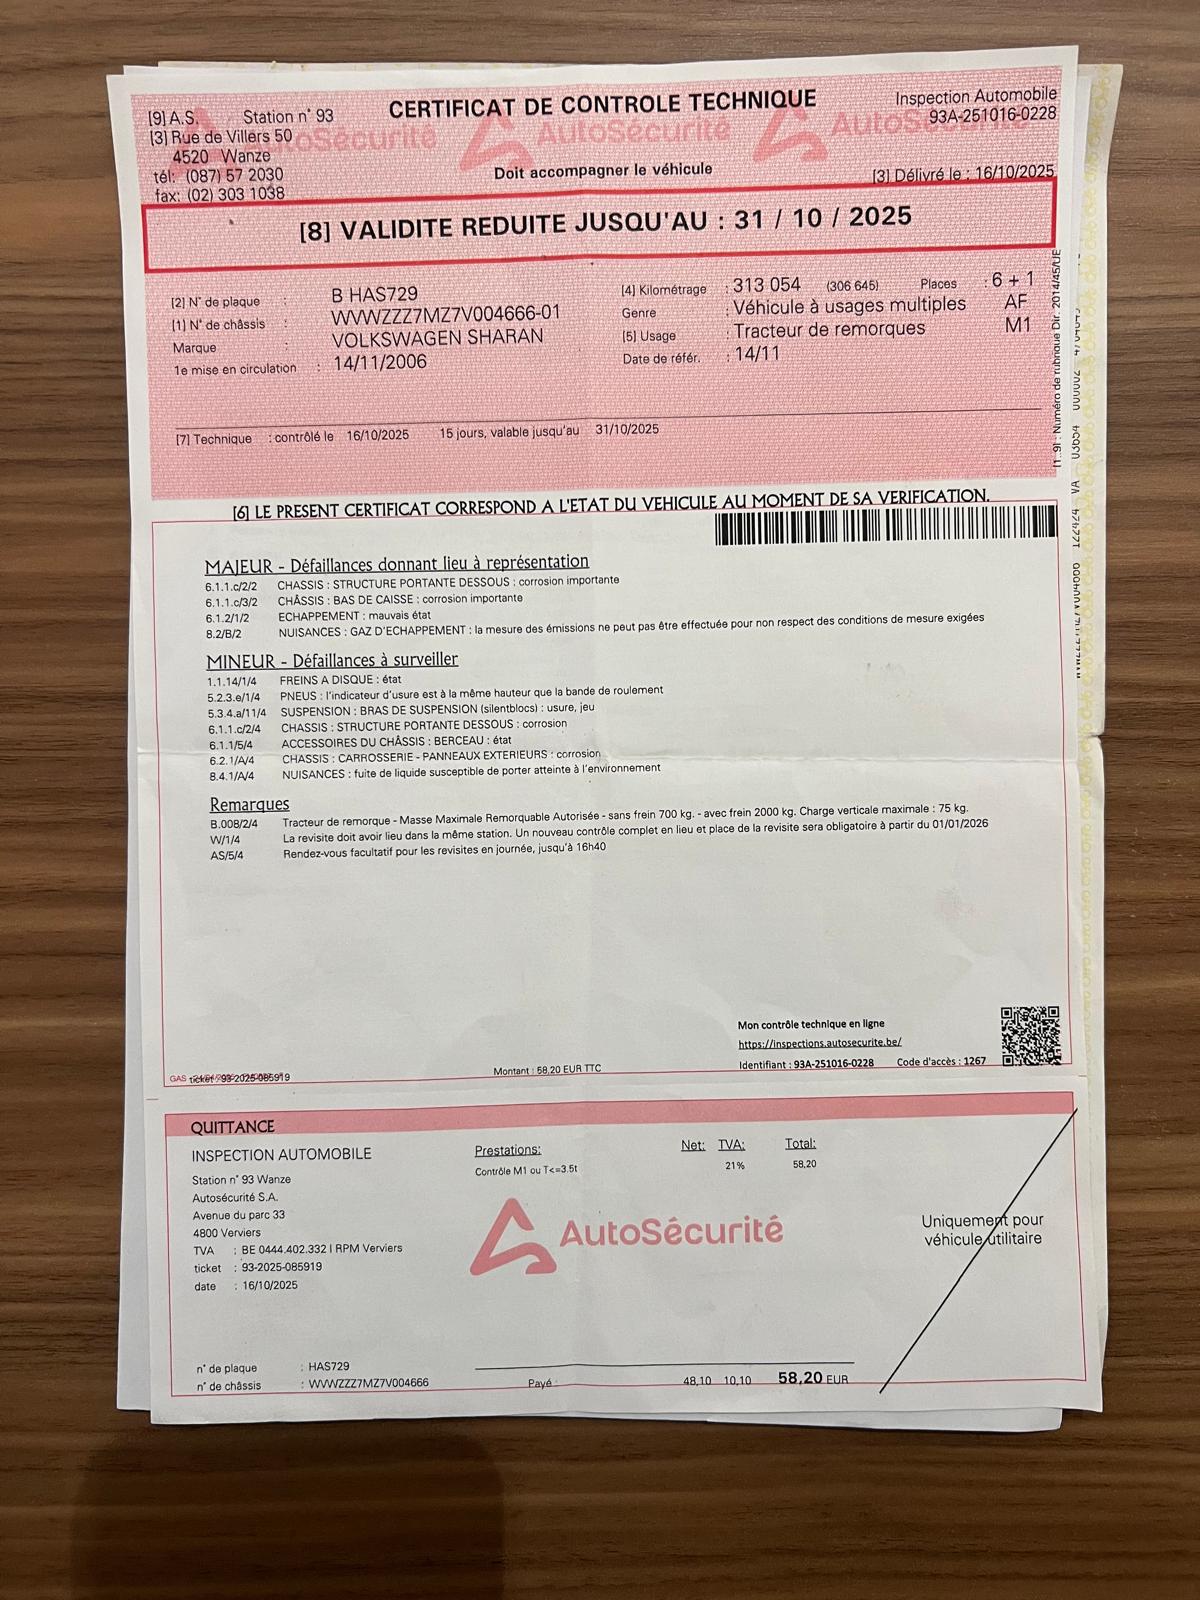 [9] A.S. Station n° 93
[3] Rue de Villers 50
4520 Wanze
tél: (087) 57 2030
fax: (02) 303 1038
CERTIFICAT DE CONTROLE TECHNIQUE
Doit accompagner le véhicule
Inspection Automobile
93A-251016-0228
[3] Délivré le : 16/10/2025
AutoSécurité AutoSécurité AutoSécurité
[8] VALIDITE REDUITE JUSQU'AU : 31 / 10 / 2025
[2] N° de plaque : B HAS729
[1] N° de châssis : WVWZZZ7MZ7V004666-01
Marque : VOLKSWAGEN SHARAN
1e mise en circulation : 14/11/2006
[4] Kilométrage : 313 054 (306 645) Places : 6 + 1
Genre : Véhicule à usages multiples AF
[5] Usage : Tracteur de remorques M1
Date de référ. : 14/11
[7] Technique : contrôlé le 16/10/2025 15 jours, valable jusqu'au 31/10/2025
[1..9] : Numéro de rubrique Dir. 2014/45/UE
[6] LE PRESENT CERTIFICAT CORRESPOND A L'ETAT DU VEHICULE AU MOMENT DE SA VERIFICATION.
MAJEUR - Défaillances donnant lieu à représentation
6.1.1.c/2/2 CHASSIS : STRUCTURE PORTANTE DESSOUS : corrosion importante
6.1.1.c/3/2 CHÂSSIS : BAS DE CAISSE : corrosion importante
6.1.2/1/2 ECHAPPEMENT : mauvais état
8.2/B/2 NUISANCES : GAZ D'ECHAPPEMENT : la mesure des émissions ne peut pas être effectuée pour non respect des conditions de mesure exigées
MINEUR - Défaillances à surveiller
1.1.14/1/4 FREINS A DISQUE : état
5.2.3.e/1/4 PNEUS : l'indicateur d'usure est à la même hauteur que la bande de roulement
5.3.4.a/11/4 SUSPENSION : BRAS DE SUSPENSION (silentblocs) : usure, jeu
6.1.1.c/2/4 CHASSIS : STRUCTURE PORTANTE DESSOUS : corrosion
6.1.1/5/4 ACCESSOIRES DU CHÂSSIS : BERCEAU : état
6.2.1/A/4 CHASSIS : CARROSSERIE - PANNEAUX EXTERIEURS : corrosion
8.4.1/A/4 NUISANCES : fuite de liquide susceptible de porter atteinte à l'environnement
Remarques
B.008/2/4 Tracteur de remorque - Masse Maximale Remorquable Autorisée - sans frein 700 kg. - avec frein 2000 kg. Charge verticale maximale : 75 kg.
W/1/4 La revisite doit avoir lieu dans la même station. Un nouveau contrôle complet en lieu et place de la revisite sera obligatoire à partir du 01/01/2026
AS/5/4 Rendez-vous facultatif pour les revisites en journée, jusqu'à 16h40
Mon contrôle technique en ligne
https://inspections.autosecurite.be/
Identifiant : 93A-251016-0228 Code d'accès : 1267
GAS ticket : 93-2025-085919
Montant : 58,20 EUR TTC
QUITTANCE
INSPECTION AUTOMOBILE
Station n° 93 Wanze
Autosécurité S.A.
Avenue du parc 33
4800 Verviers
TVA : BE 0444.402.332 | RPM Verviers
ticket : 93-2025-085919
date : 16/10/2025
Prestations: Net: TVA: Total:
Contrôle M1 ou T<=3.5t 21% 58,20
AutoSécurité
Uniquement pour
véhicule utilitaire
n° de plaque : HAS729
n° de châssis : WVWZZZ7MZ7V004666
Payé : 48,10 10,10 58,20 EUR